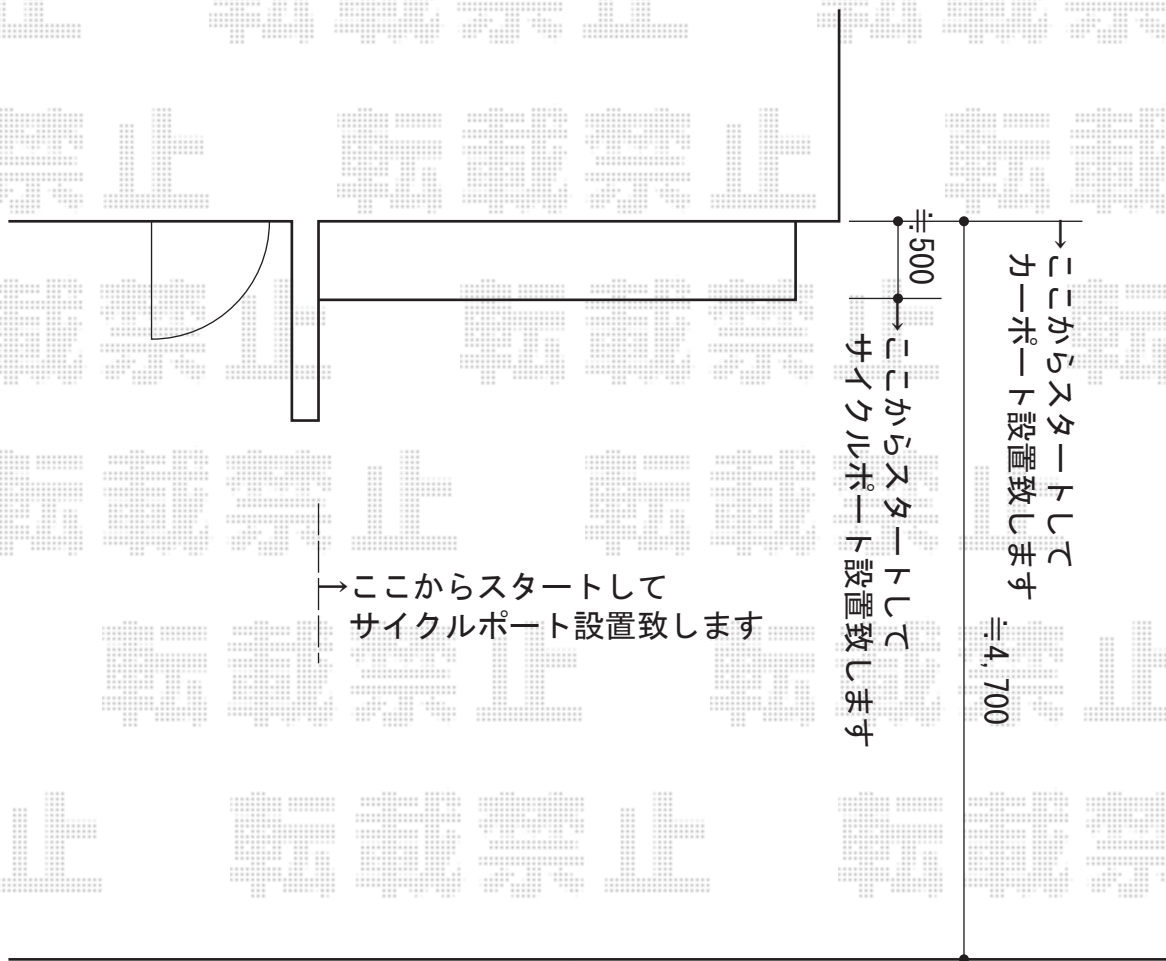 転載禁止
≒500
ここからスタートして
カーポート設置致します
ここからスタートして
サイクルポート設置致します
ここからスタートして
サイクルポート設置致します
≒4,700